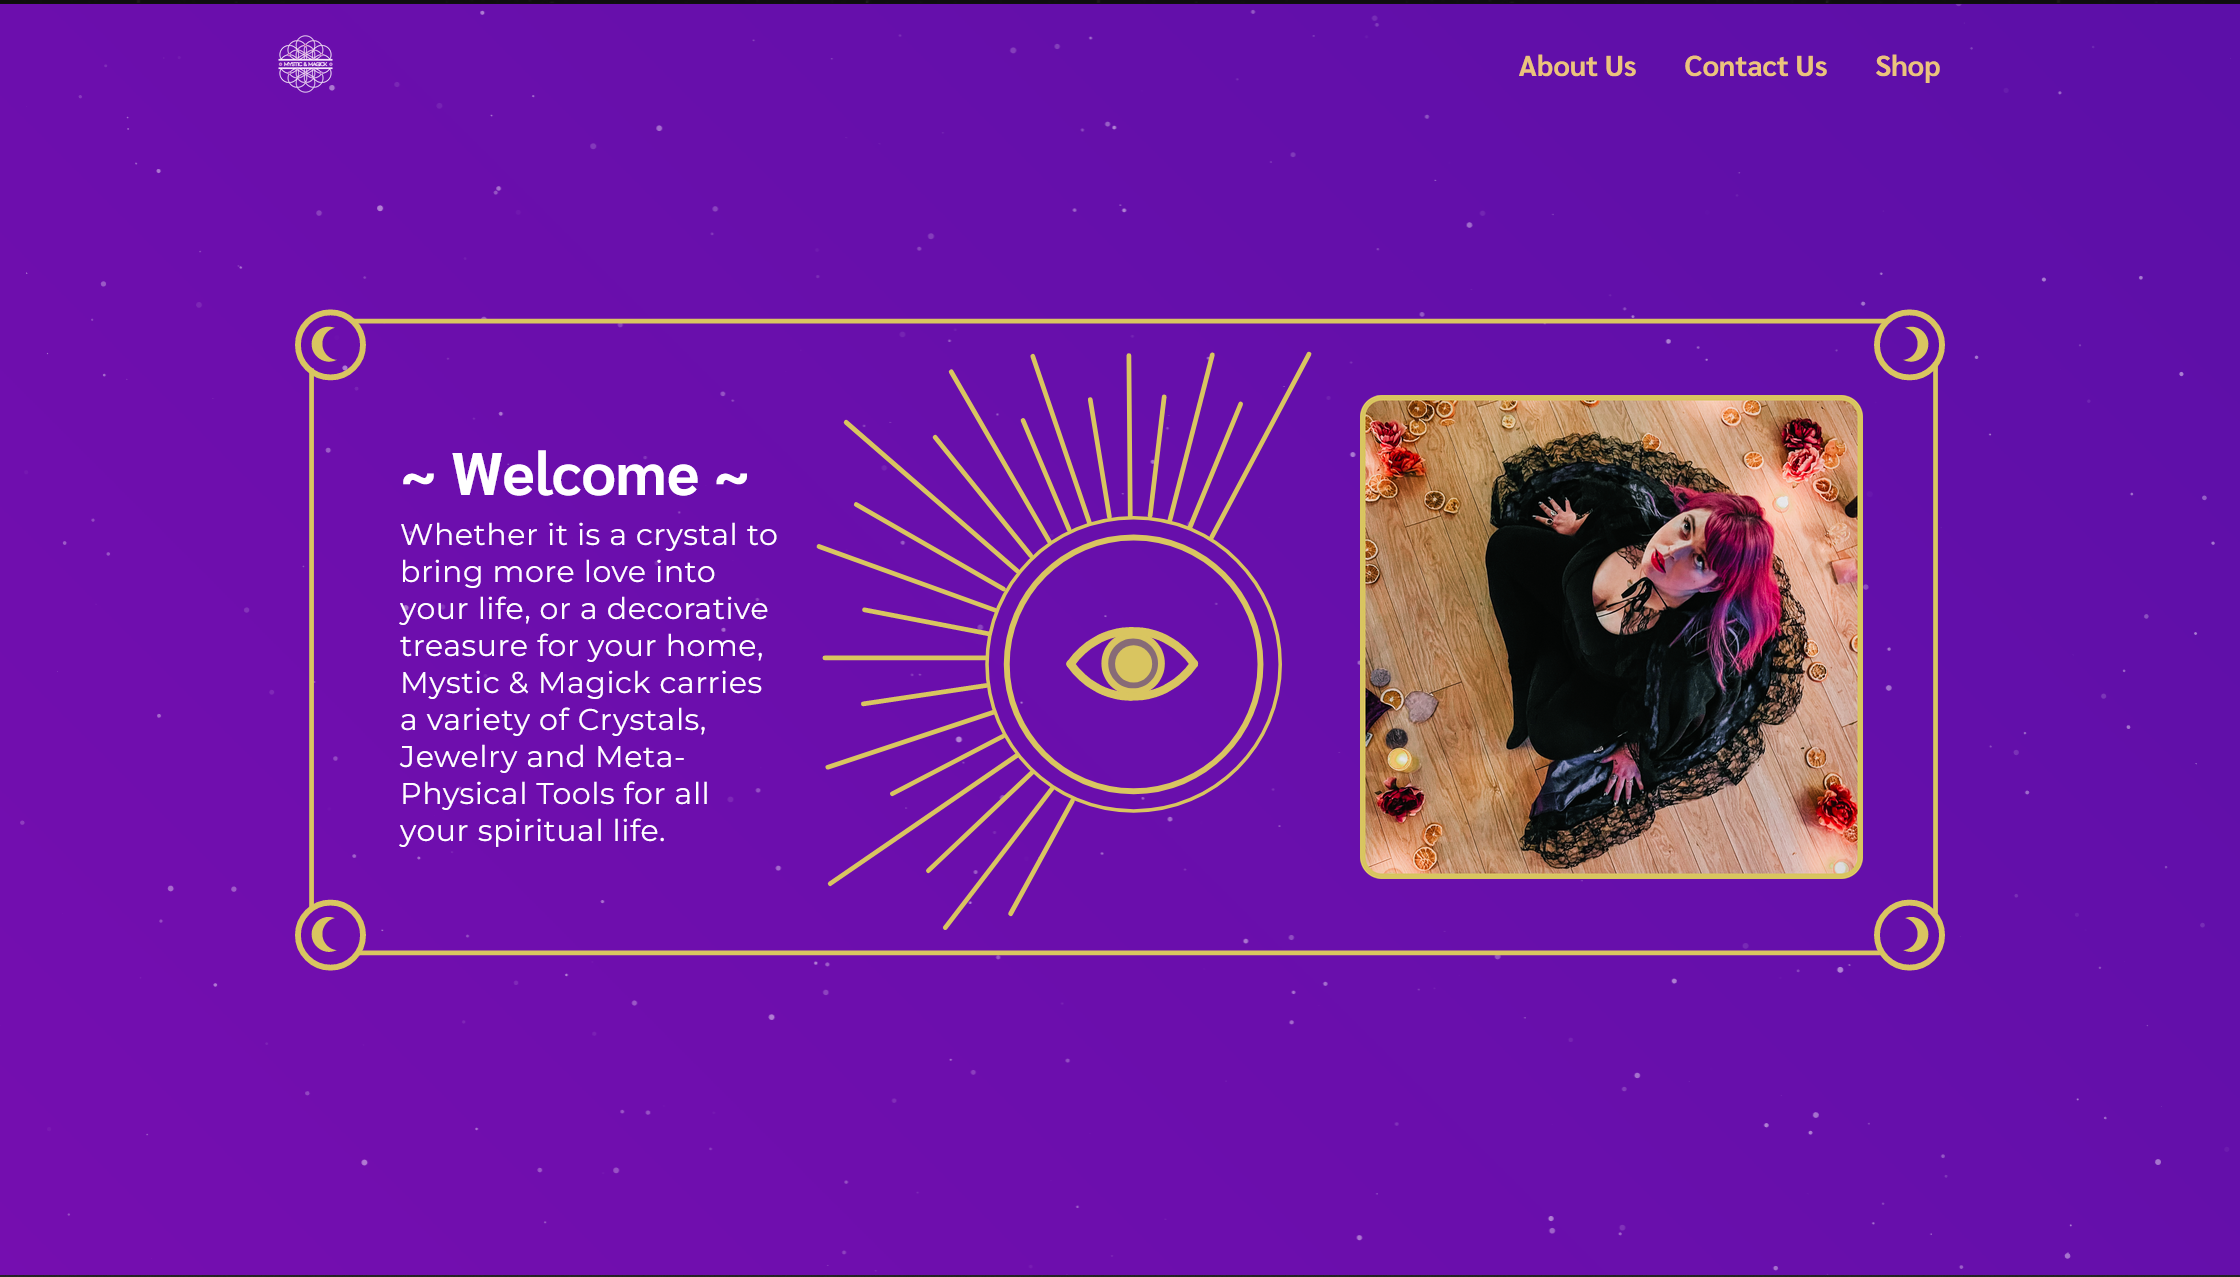 MYSTIC & MAGICK
About Us
Contact Us
Shop
~ Welcome ~
Whether it is a crystal to
bring more love into
your life, or a decorative
treasure for your home,
Mystic & Magick carries
a variety of Crystals,
Jewelry and Meta-
Physical Tools for all
your spiritual life.